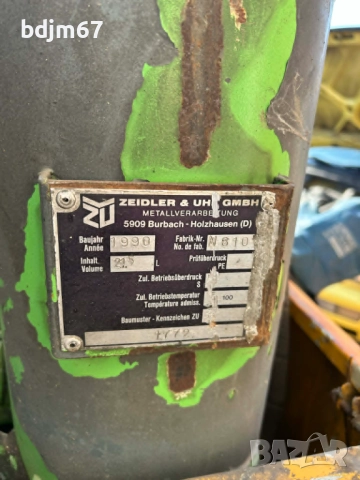 bdjm67
ZU
ZEIDLER & UHL GMBH
METALLVERARBEITUNG
5909 Burbach - Holzhausen (D)
Baujahr 1990 Fabrik-Nr.
Année No. de fab.
Inhalt L Prüfüberdruck
Volume PE
Zul. Betriebsüberdruck
S
Zul. Betriebstemperatur 100
Température admiss.
Baumuster - Kennzeichen ZU
BAZAR